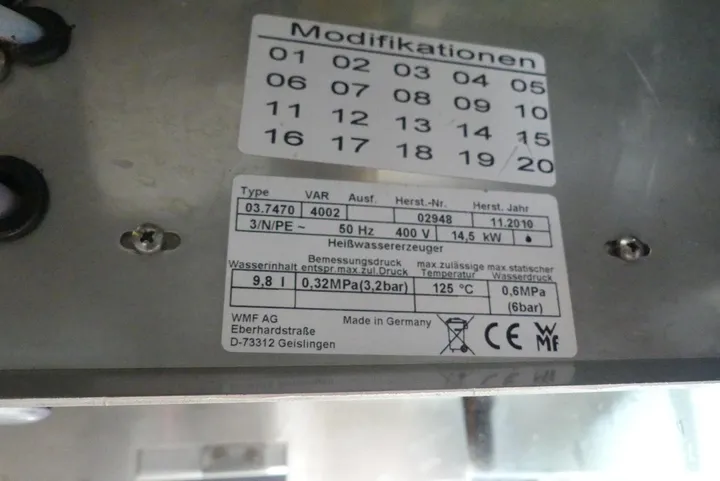 Modifikationen
01 02 03 04 05
06 07 08 09 10
11 12 13 14 15
16 17 18 19 20
Type VAR Ausf. Herst.-Nr. Herst. Jahr
03.7470 4002 02948 11.2010
3/N/PE ~ 50 Hz 400 V 14,5 kW
Heißwassererzeuger
Wasserinhalt Bemessungsdruck entspr.max.zul.Druck max.zulässige Temperatur max.statischer Wasserdruck
9,8 l 0,32MPa(3,2bar) 125 °C 0,6MPa (6bar)
WMF AG Made in Germany
Eberhardstraße
D-73312 Geislingen
CE WMF